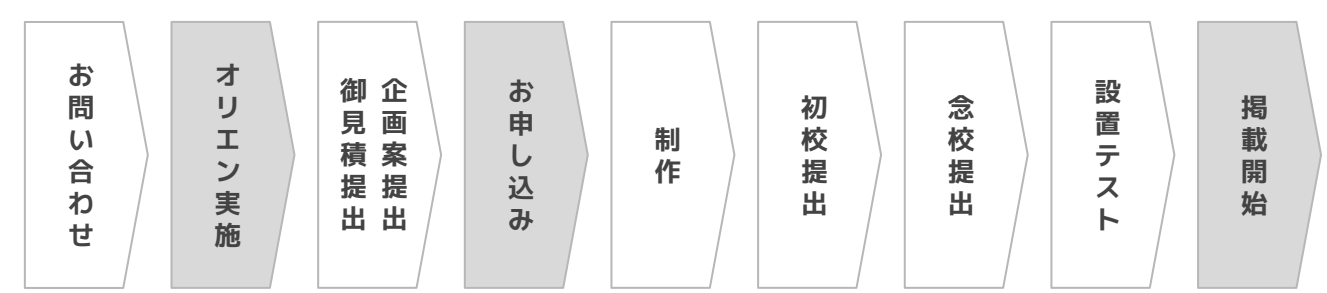 お問い合わせ
オリエン実施
企画案提出
御見積提出
お申し込み
制作
初校提出
念校提出
設置テスト
掲載開始